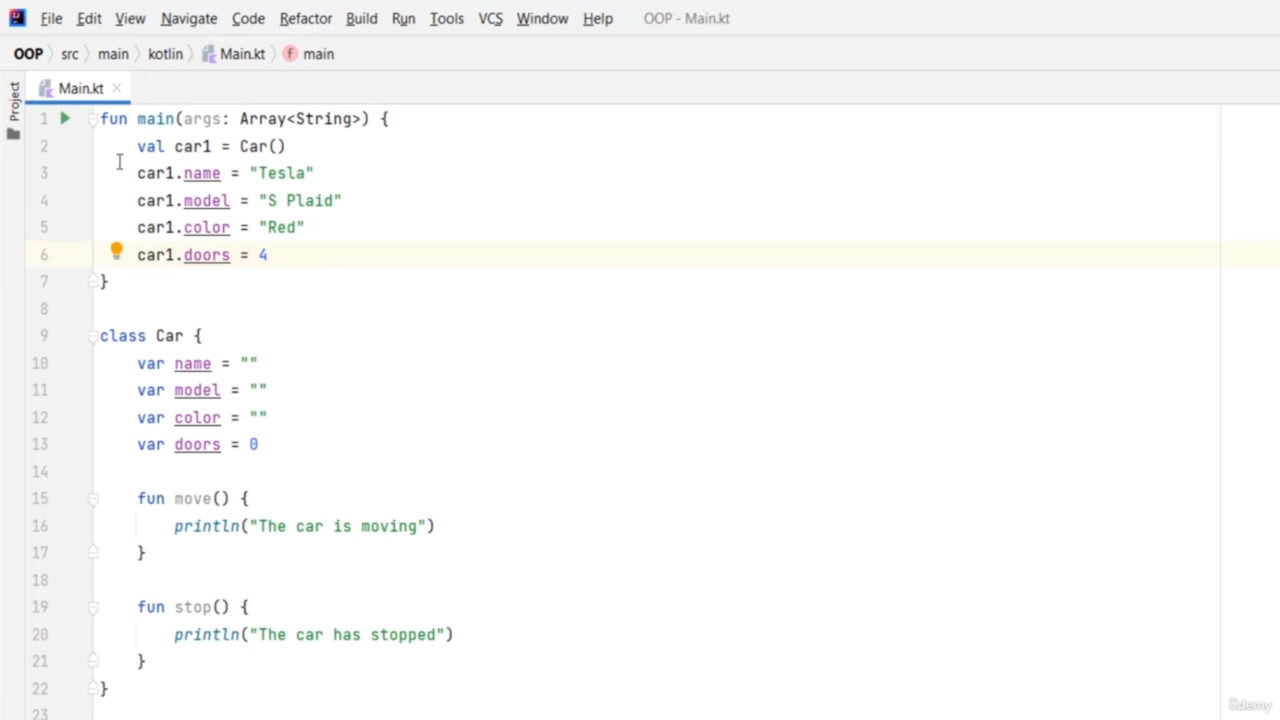 File Edit View Navigate Code Refactor Build Run Tools VCS Window Help OOP - Main.kt
OOP src main kotlin Main.kt f main
Project
Main.kt
1 fun main(args: Array<String>) {
2     val car1 = Car()
3     car1.name = "Tesla"
4     car1.model = "S Plaid"
5     car1.color = "Red"
6     car1.doors = 4
7 }
8
9 class Car {
10     var name = ""
11     var model = ""
12     var color = ""
13     var doors = 0
14
15     fun move() {
16         println("The car is moving")
17     }
18
19     fun stop() {
20         println("The car has stopped")
21     }
22 }
23
ûdemy